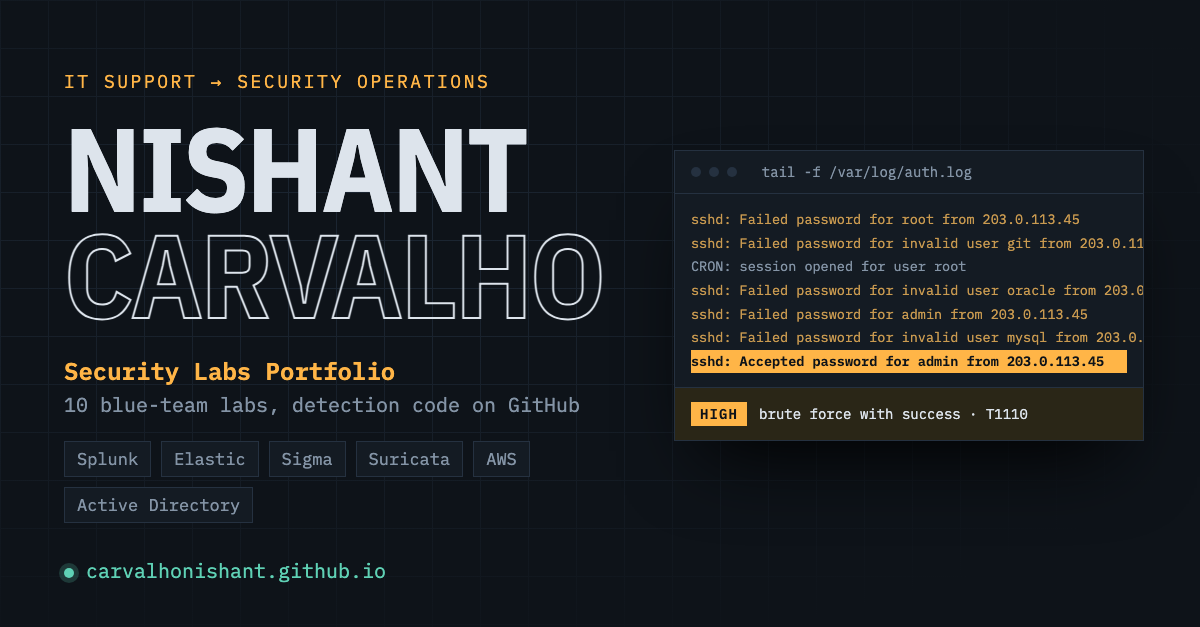 IT SUPPORT → SECURITY OPERATIONS
NISHANT
CARVALHO
Security Labs Portfolio
10 blue-team labs, detection code on GitHub
Splunk Elastic Sigma Suricata AWS
Active Directory
carvalhonishant.github.io
tail -f /var/log/auth.log
sshd: Failed password for root from 203.0.113.45
sshd: Failed password for invalid user git from 203.0.11
CRON: session opened for user root
sshd: Failed password for invalid user oracle from 203.0
sshd: Failed password for admin from 203.0.113.45
sshd: Failed password for invalid user mysql from 203.0.
sshd: Accepted password for admin from 203.0.113.45
HIGH brute force with success · T1110